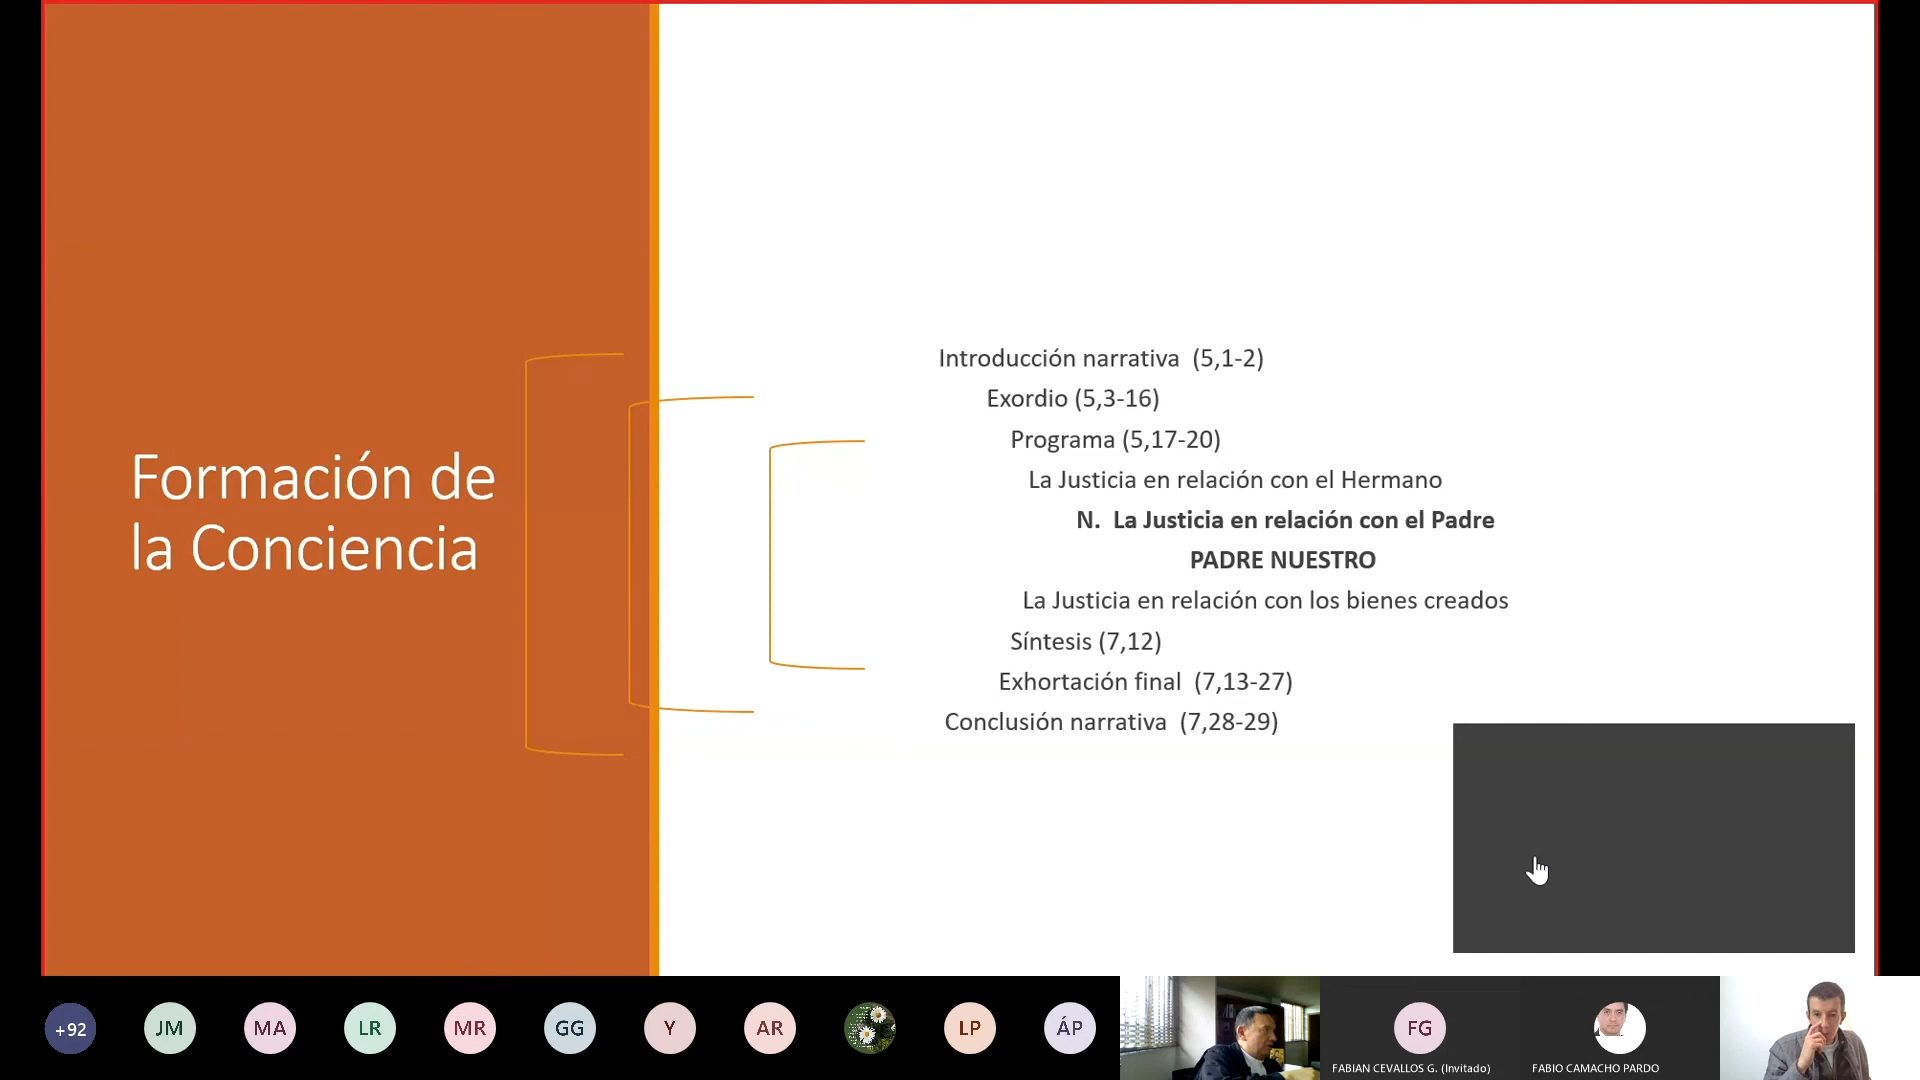 Formación de
la Conciencia
Introducción narrativa (5,1-2)
Exordio (5,3-16)
Programa (5,17-20)
La Justicia en relación con el Hermano
N. La Justicia en relación con el Padre
PADRE NUESTRO
La Justicia en relación con los bienes creados
Síntesis (7,12)
Exhortación final (7,13-27)
Conclusión narrativa (7,28-29)
+92
JM
MA
LR
MR
GG
Y
AR
LP
ÁP
FG
FABIAN CEVALLOS G. (Invitado)
FABIO CAMACHO PARDO